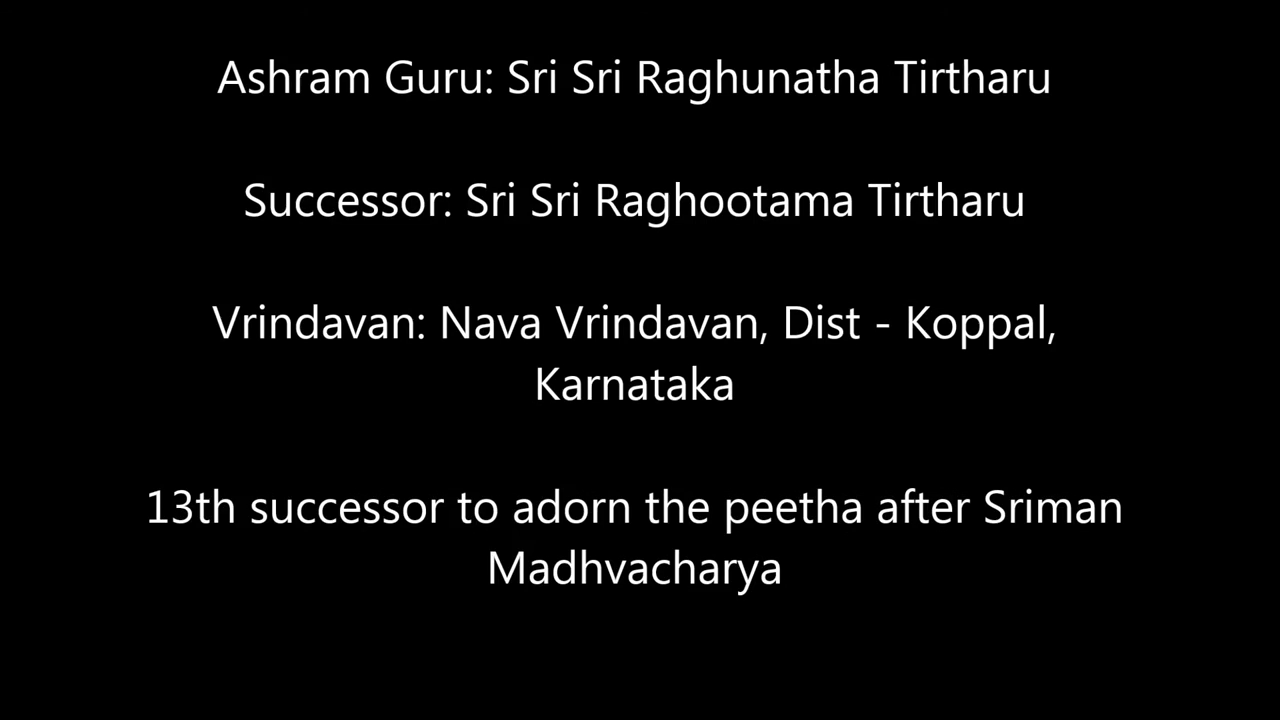 Ashram Guru: Sri Sri Raghunatha Tirtharu
Successor: Sri Sri Raghootama Tirtharu
Vrindavan: Nava Vrindavan, Dist - Koppal,
Karnataka
13th successor to adorn the peetha after Sriman
Madhvacharya